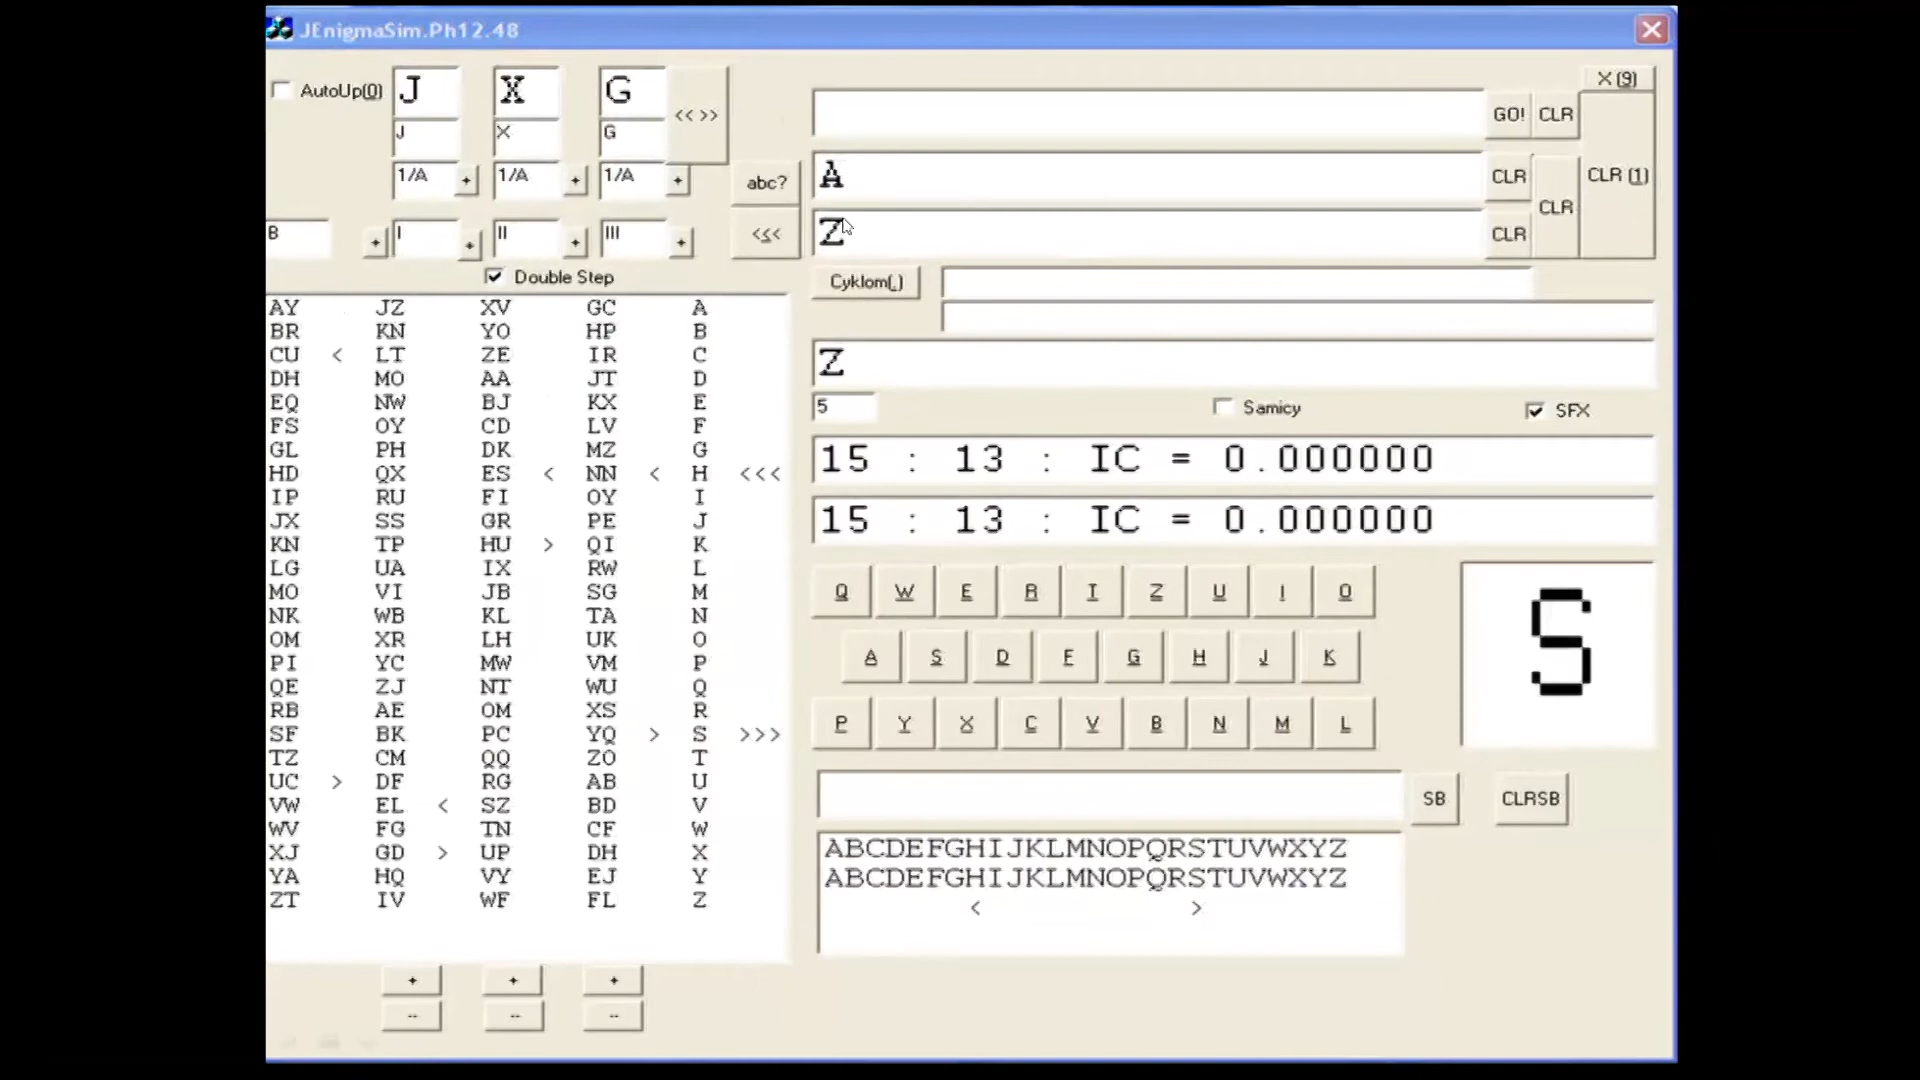 JEnigmaSim.Ph12.48
X (9)
AutoUp(0) J X G << >> GO! CLR
J X G
1/A + 1/A + 1/A + abc? A CLR CLR (1)
CLR
B + I + II + III + <<< Z CLR
Double Step Cyklom(,)
AY JZ XV GC A
BR KN YO HP B
CU < LT ZE IR C
DH MO AA JT D
EQ NW BJ KX E
FS OY CD LV F
GL PH DK MZ G
HD QX ES < NN < H <<<
IP RU FI OY I
JX SS GR PE J
KN TP HU > QI K
LG UA IX RW L
MO VI JB SG M
NK WB KL TA N
OM XR LH UK O
PI YC MW VM P
QE ZJ NT WU Q
RB AE OM XS R
SF BK PC YQ > S >>>
TZ CM QQ ZO T
UC > DF RG AB U
VW EL < SZ BD V
WV FG TN CF W
XJ GD > UP DH X
YA HQ VY EJ Y
ZT IV WF FL Z
+ + +
-- -- --
Z
5 Samicy SFX
15 : 13 : IC = 0.000000
15 : 13 : IC = 0.000000
Q W E R T Z U I O
A S D F G H J K
P Y X C V B N M L
S
SB CLRSB
ABCDEFGHIJKLMNOPQRSTUVWXYZ
ABCDEFGHIJKLMNOPQRSTUVWXYZ
< >